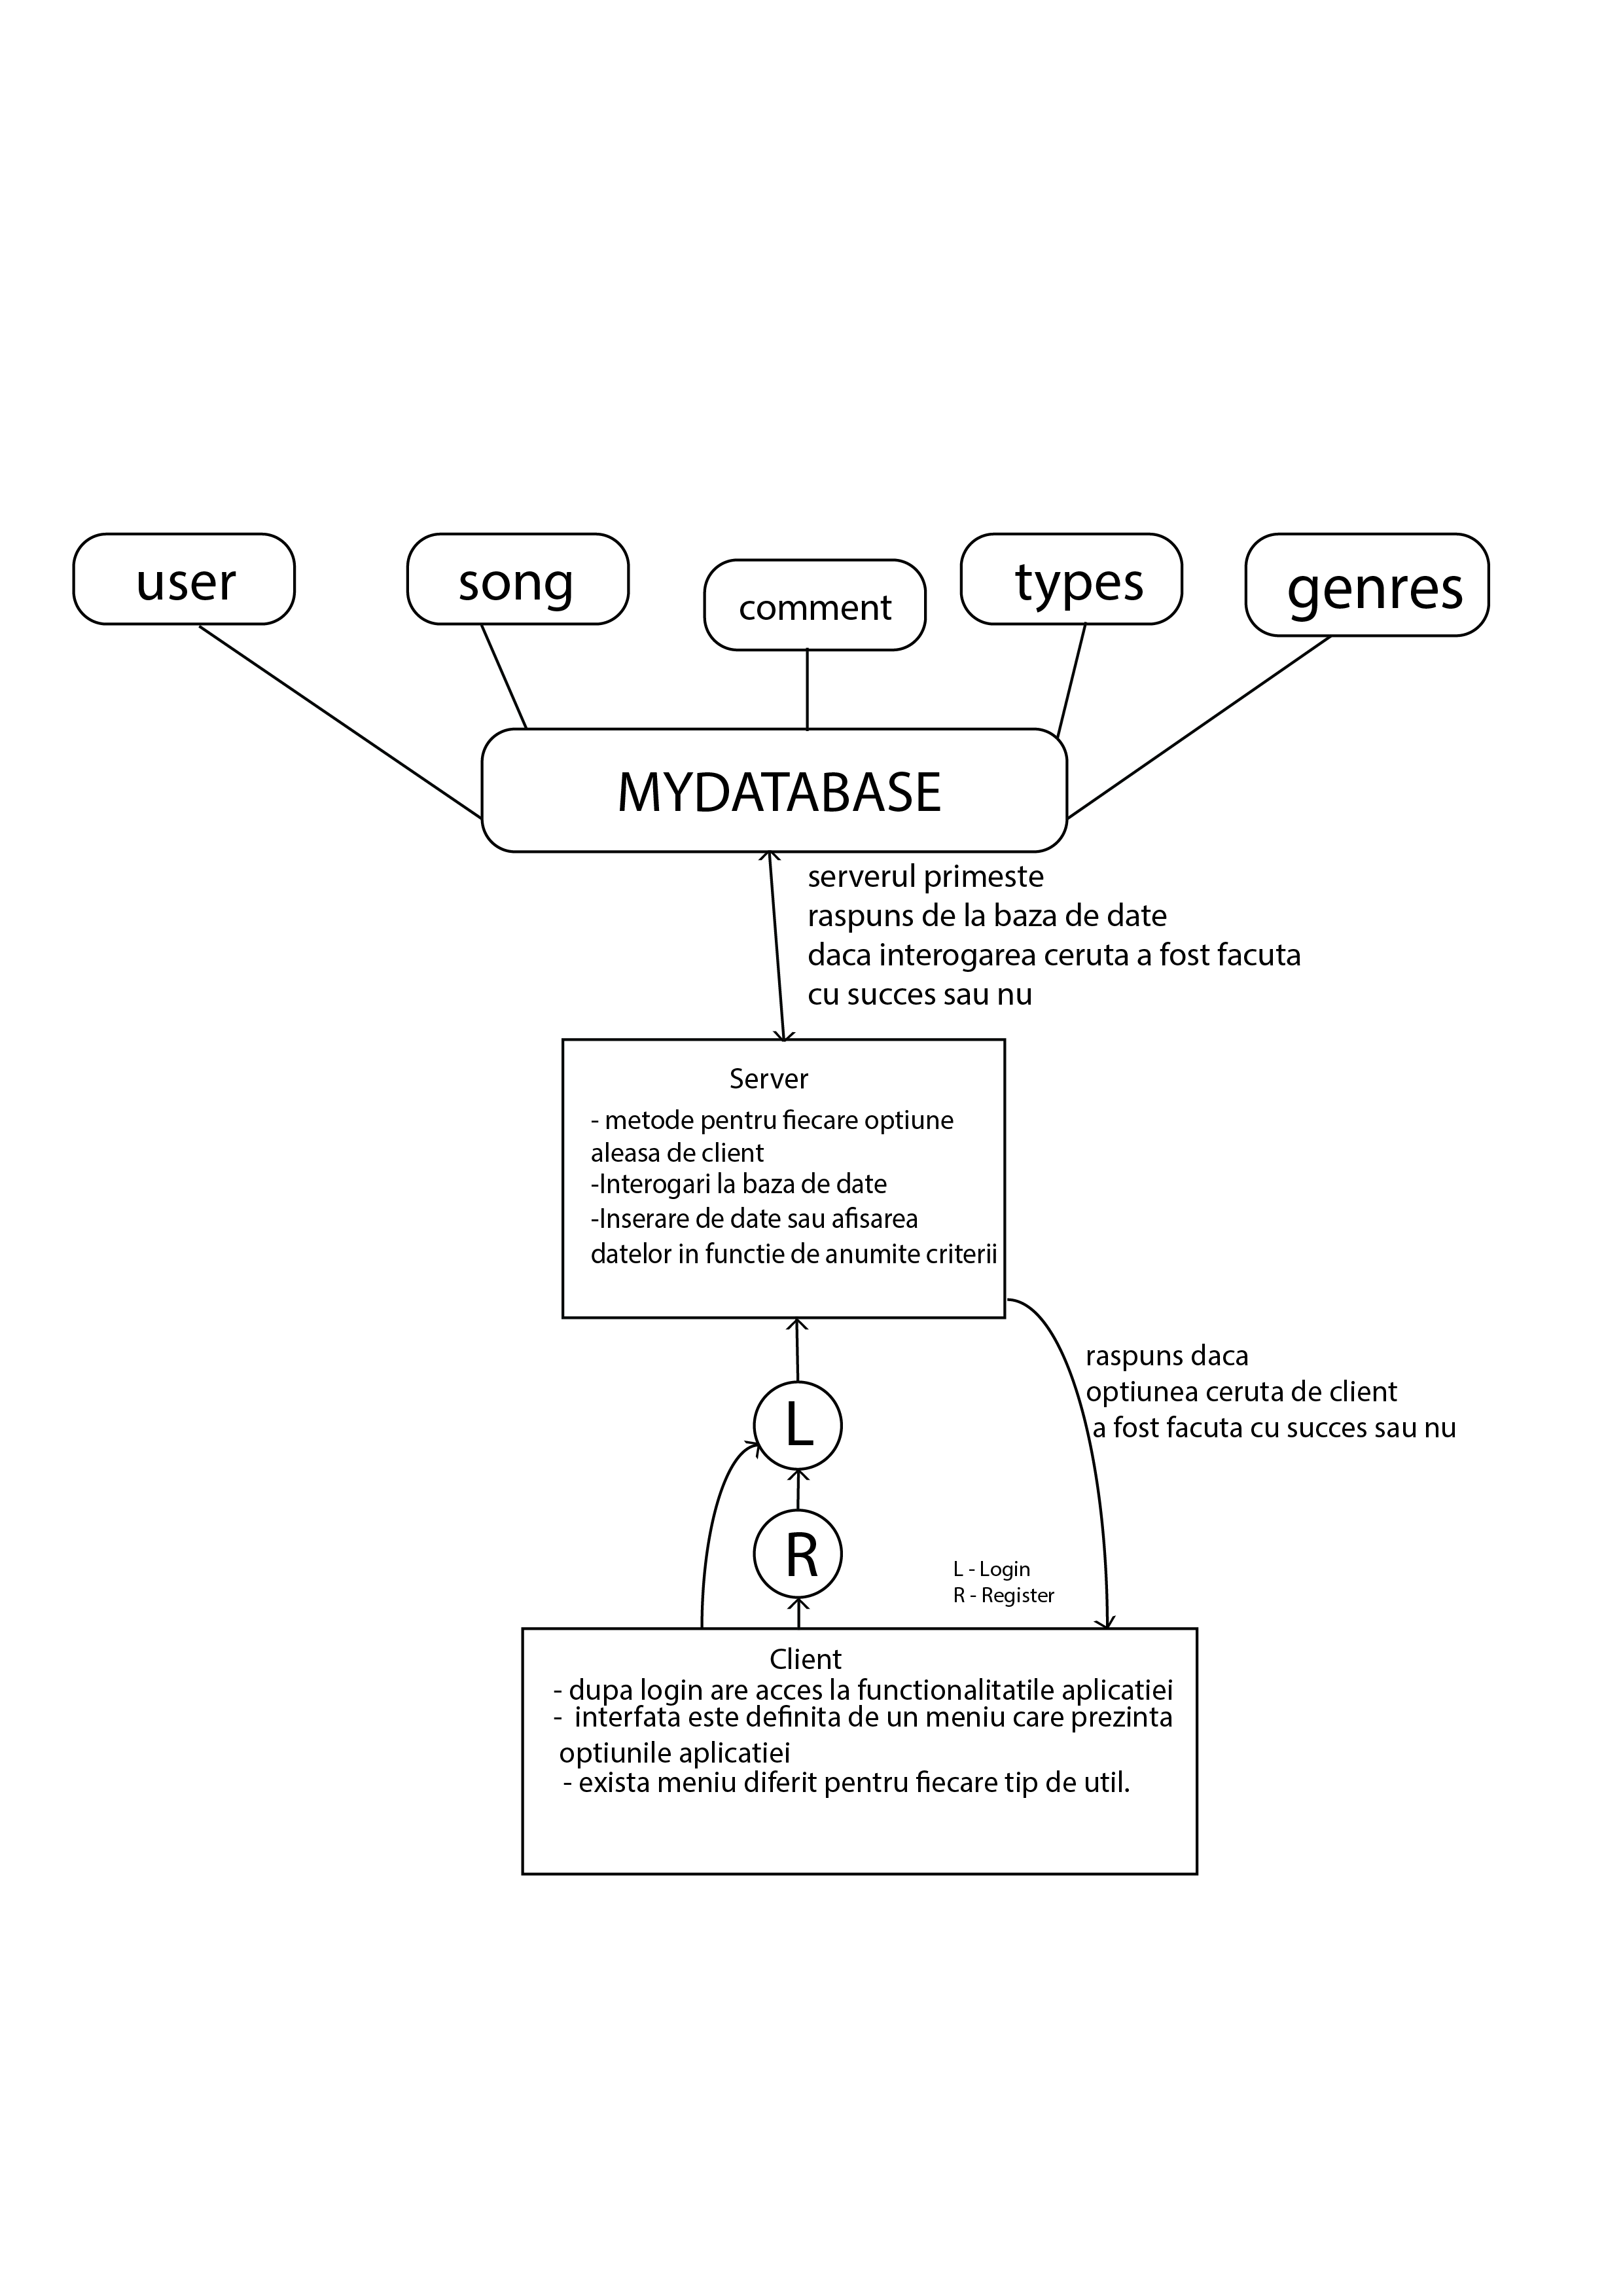 user
song
comment
types
genres
MYDATABASE
serverul primeste
raspuns de la baza de date
daca interogarea ceruta a fost facuta
cu succes sau nu
Server
- metode pentru fiecare optiune
aleasa de client
-Interogari la baza de date
-Inserare de date sau afisarea
datelor in functie de anumite criterii
raspuns daca
optiunea ceruta de client
a fost facuta cu succes sau nu
L
R
L - Login
R - Register
Client
- dupa login are acces la functionalitatile aplicatiei
- interfata este definita de un meniu care prezinta
optiunile aplicatiei
- exista meniu diferit pentru fiecare tip de util.